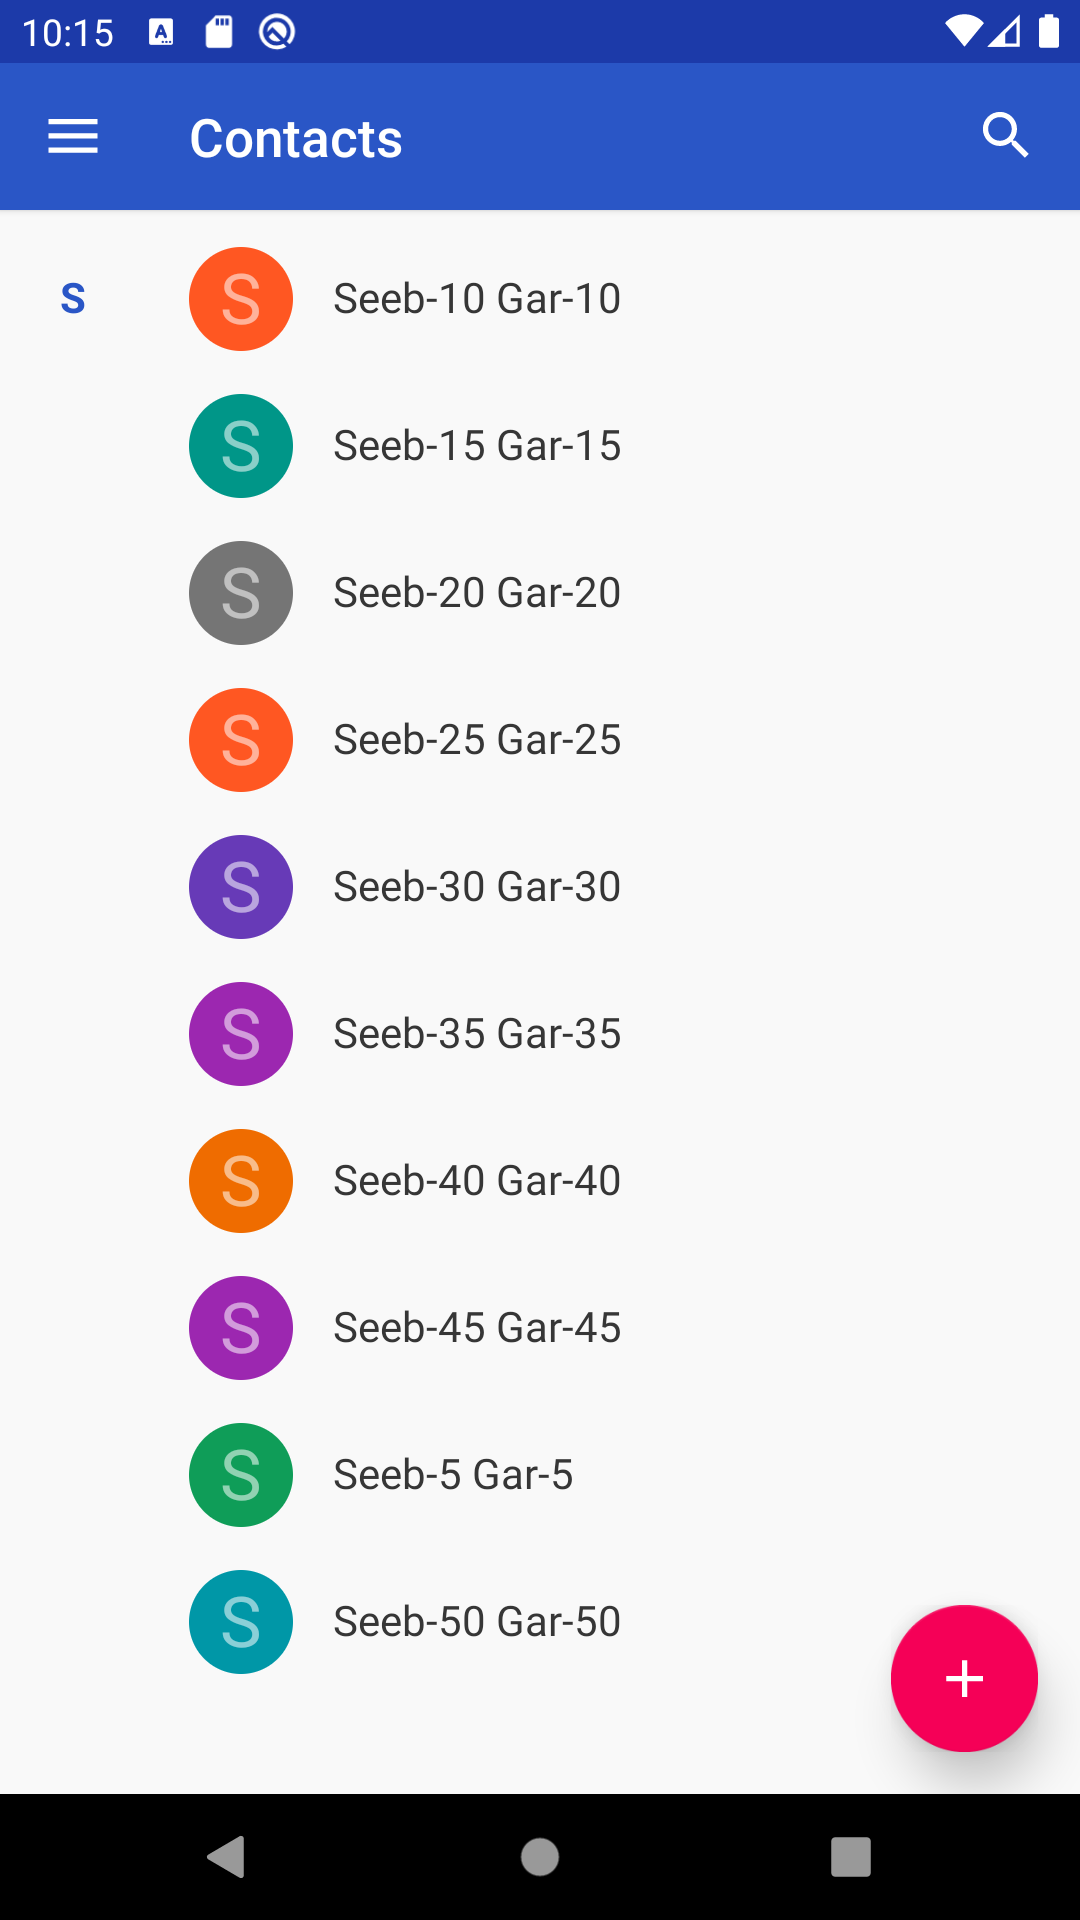 10:15
Contacts
S
S Seeb-10 Gar-10
S Seeb-15 Gar-15
S Seeb-20 Gar-20
S Seeb-25 Gar-25
S Seeb-30 Gar-30
S Seeb-35 Gar-35
S Seeb-40 Gar-40
S Seeb-45 Gar-45
S Seeb-5 Gar-5
S Seeb-50 Gar-50